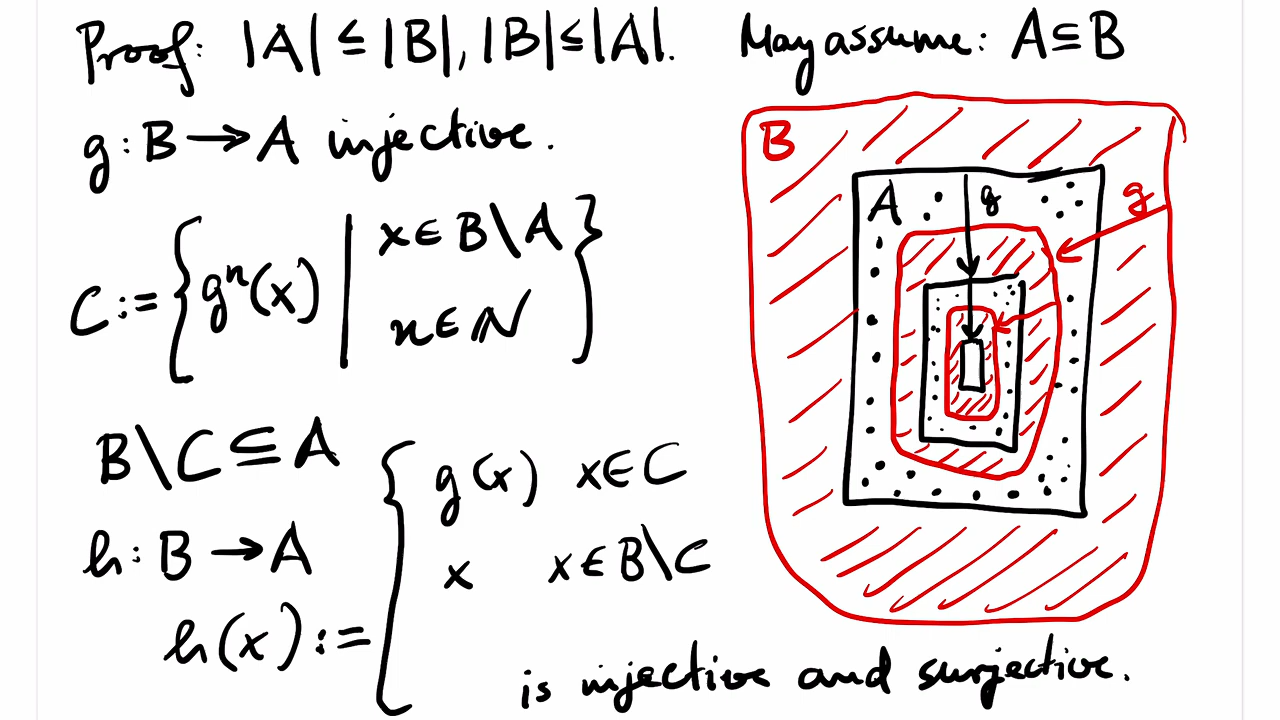 Proof: |A| ≤ |B|, |B| ≤ |A|. May assume: A ⊆ B
g : B → A injective.
C := { gⁿ(x) | x ∈ B \ A
n ∈ ℕ }
B \ C ⊆ A
h : B → A
h(x) := { g(x) x ∈ C
x x ∈ B \ C
is injective and surjective.
B
A
g
g